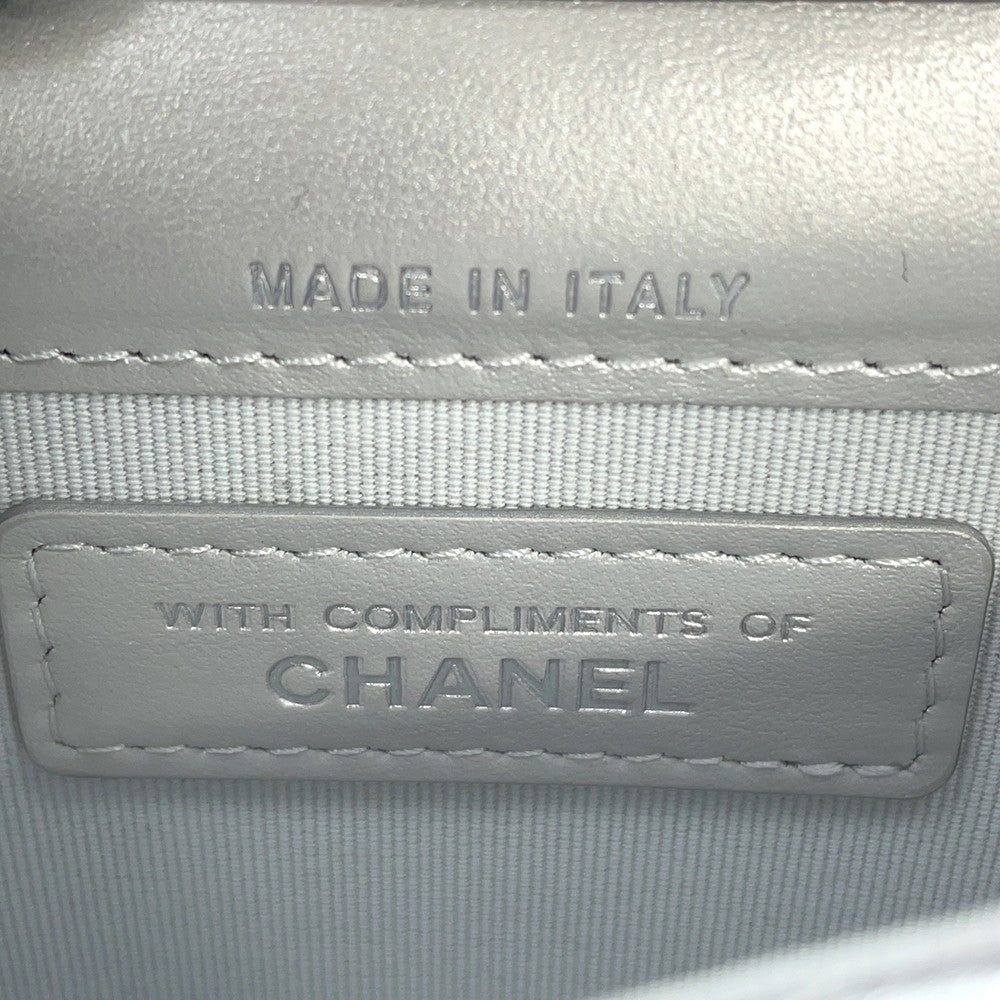 MADE IN ITALY
WITH COMPLIMENTS OF
CHANEL